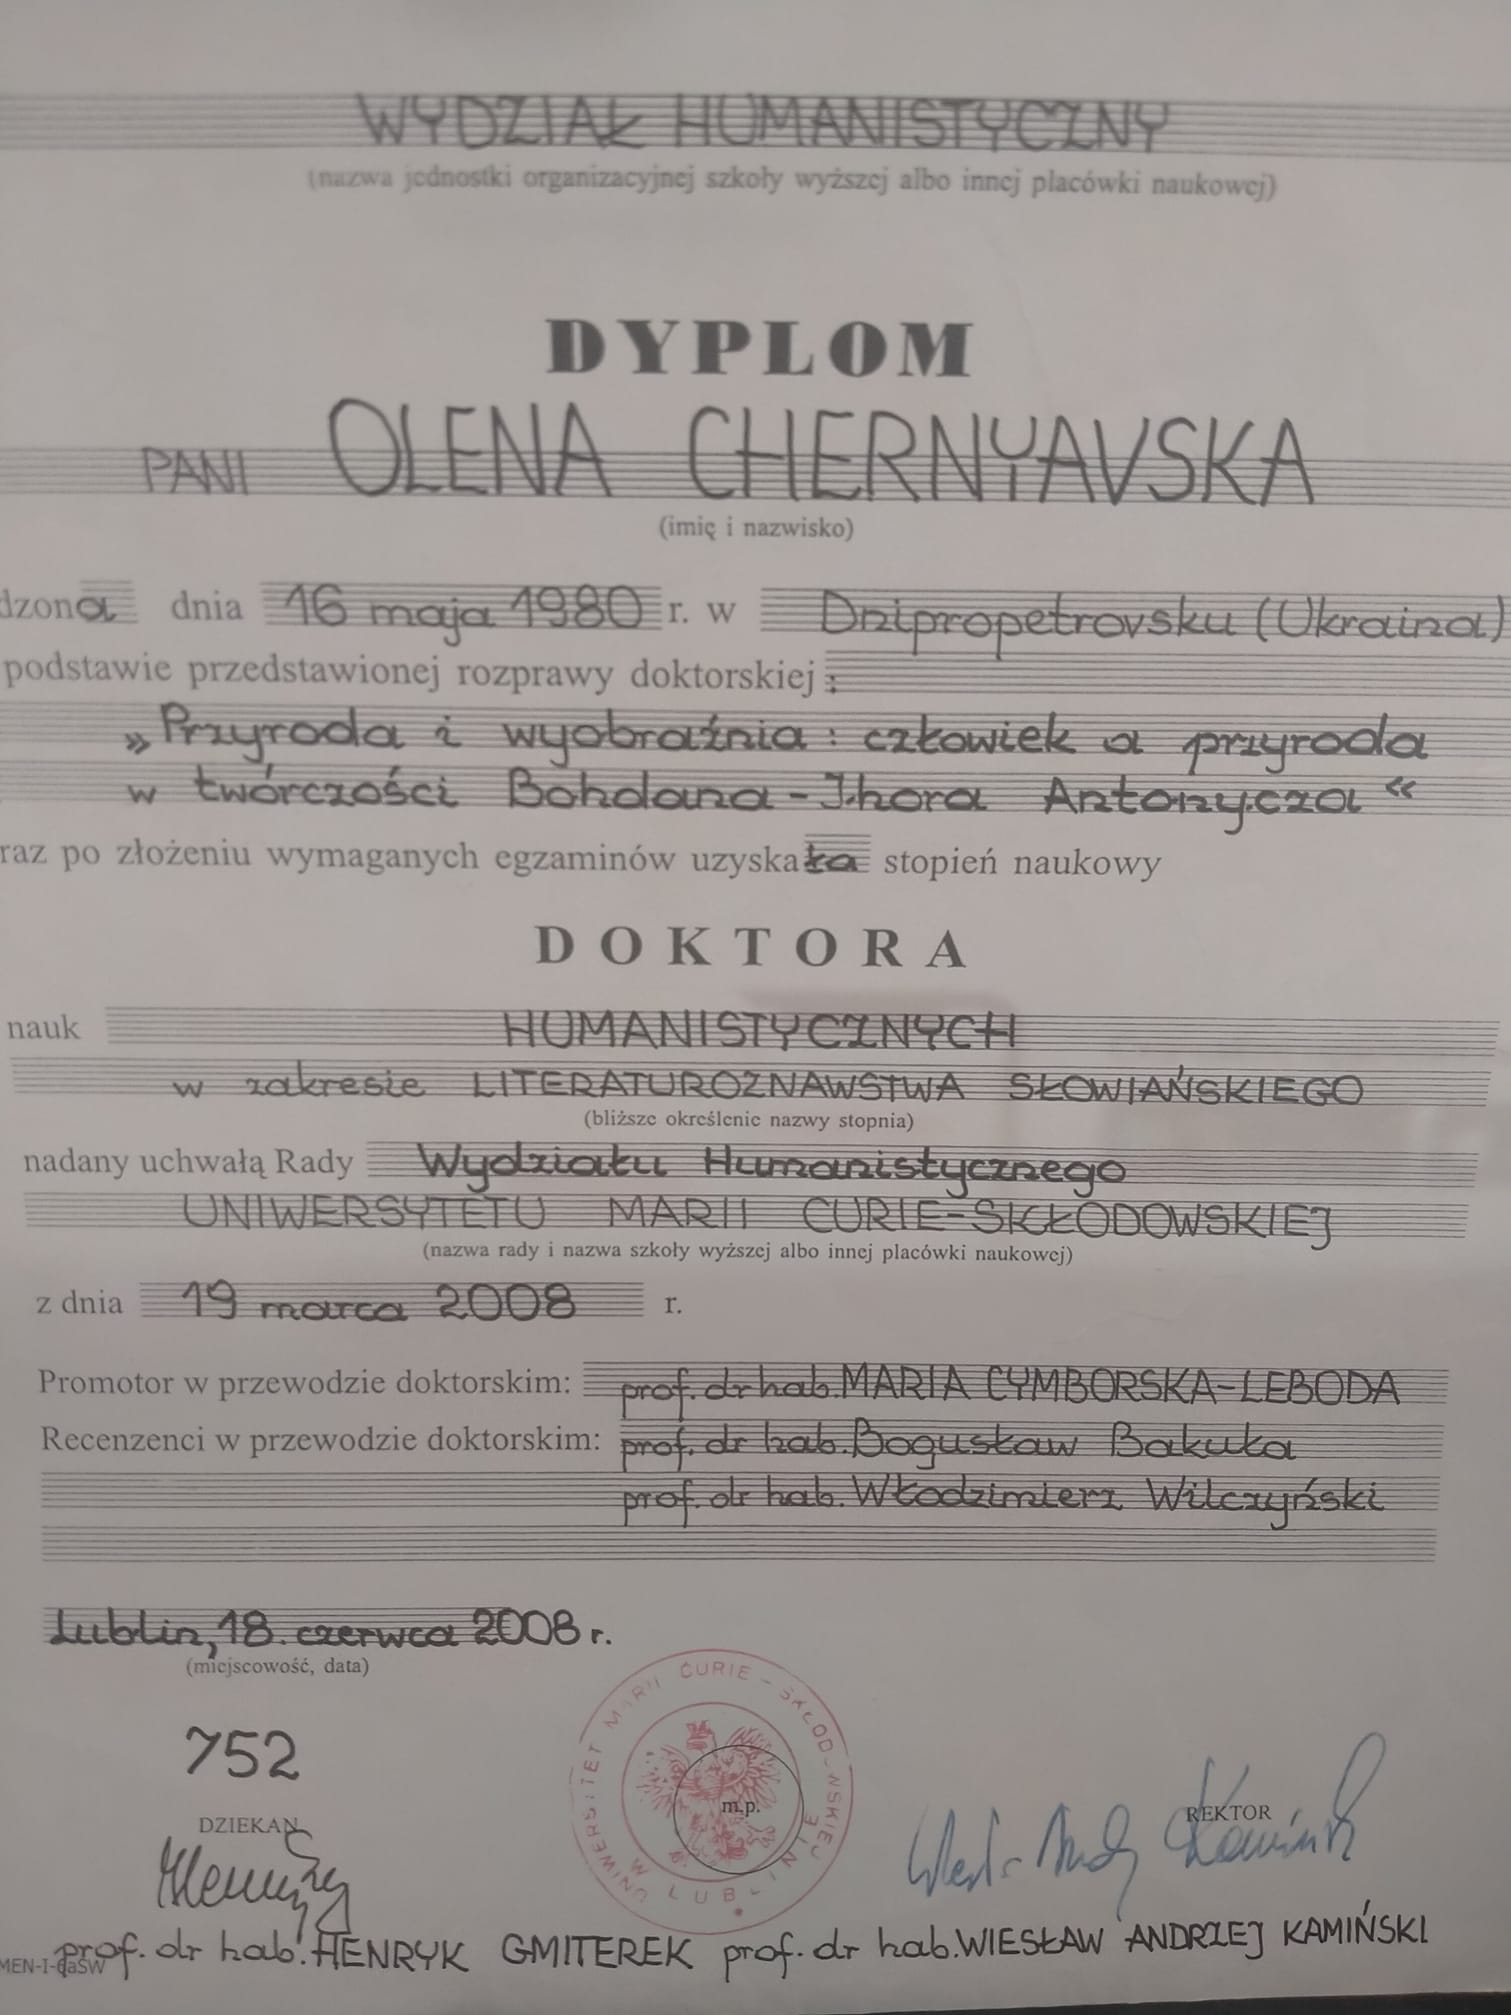 WYDZIAŁ HUMANISTYCZNY
(nazwa jednostki organizacyjnej szkoły wyższej albo innej placówki naukowej)
DYPLOM
PANI OLENA CHERNYAVSKA
(imię i nazwisko)
dzona dnia 16 maja 1980 r. w Dnipropetrovsku (Ukraina)
podstawie przedstawionej rozprawy doktorskiej:
„Przyroda i wyobraźnia: człowiek a przyroda
w twórczości Bohdana-Ihora Antonycza“
raz po złożeniu wymaganych egzaminów uzyskała stopień naukowy
DOKTORA
nauk HUMANISTYCZNYCH
w zakresie LITERATUROZNAWSTWA SŁOWIAŃSKIEGO
(bliższe określenie nazwy stopnia)
nadany uchwałą Rady Wydziału Humanistycznego
UNIWERSYTETU MARII CURIE-SKŁODOWSKIEJ
(nazwa rady i nazwa szkoły wyższej albo innej placówki naukowej)
z dnia 19 marca 2008 r.
Promotor w przewodzie doktorskim: prof. dr hab. MARIA CYMBORSKA-LEBODA
Recenzenci w przewodzie doktorskim: prof. dr hab. Bogusław Bakuła
prof. dr hab. Włodzimierz Wilczyński
Lublin, 18. czerwca 2008 r.
(miejscowość, data)
752
UNIWERSYTET MARII CURIE-SKŁODOWSKIEJ
W LUBLINIE
m.p.
DZIEKAN
REKTOR
prof. dr hab. HENRYK GMITEREK prof. dr hab. WIESŁAW ANDRZEJ KAMIŃSKI